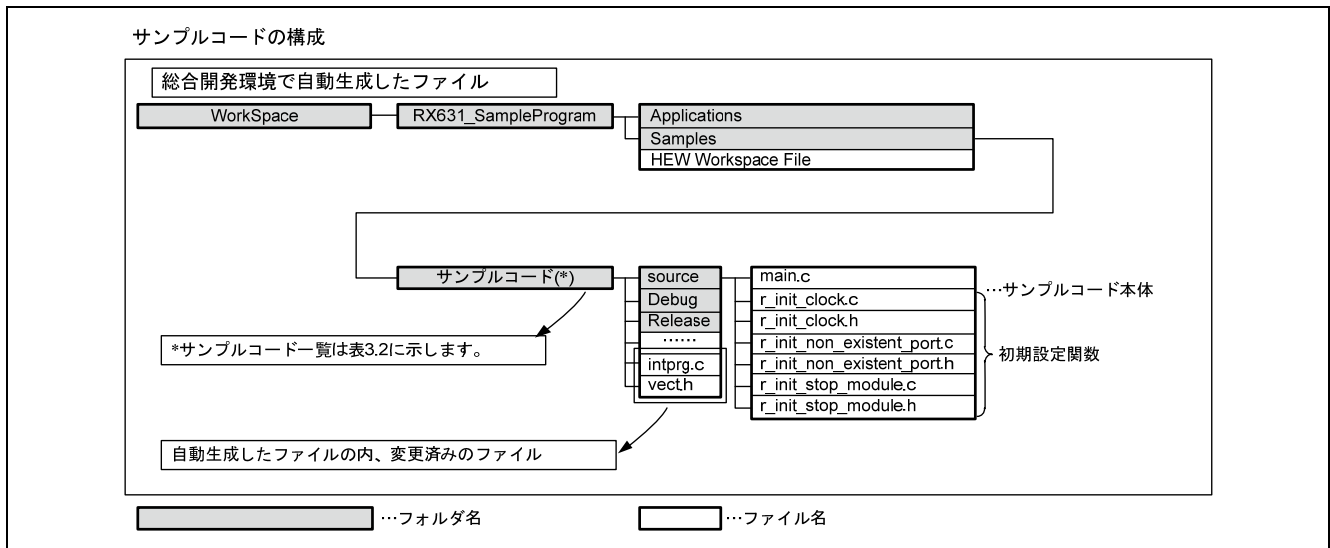 サンプルコードの構成
総合開発環境で自動生成したファイル
WorkSpace
RX631_SampleProgram
Applications
Samples
HEW Workspace File
サンプルコード(*)
source
Debug
Release
……
intprg.c
vect.h
main.c
r_init_clock.c
r_init_clock.h
r_init_non_existent_port.c
r_init_non_existent_port.h
r_init_stop_module.c
r_init_stop_module.h
…サンプルコード本体
初期設定関数
*サンプルコード一覧は表3.2に示します。
自動生成したファイルの内、変更済みのファイル
…フォルダ名
…ファイル名